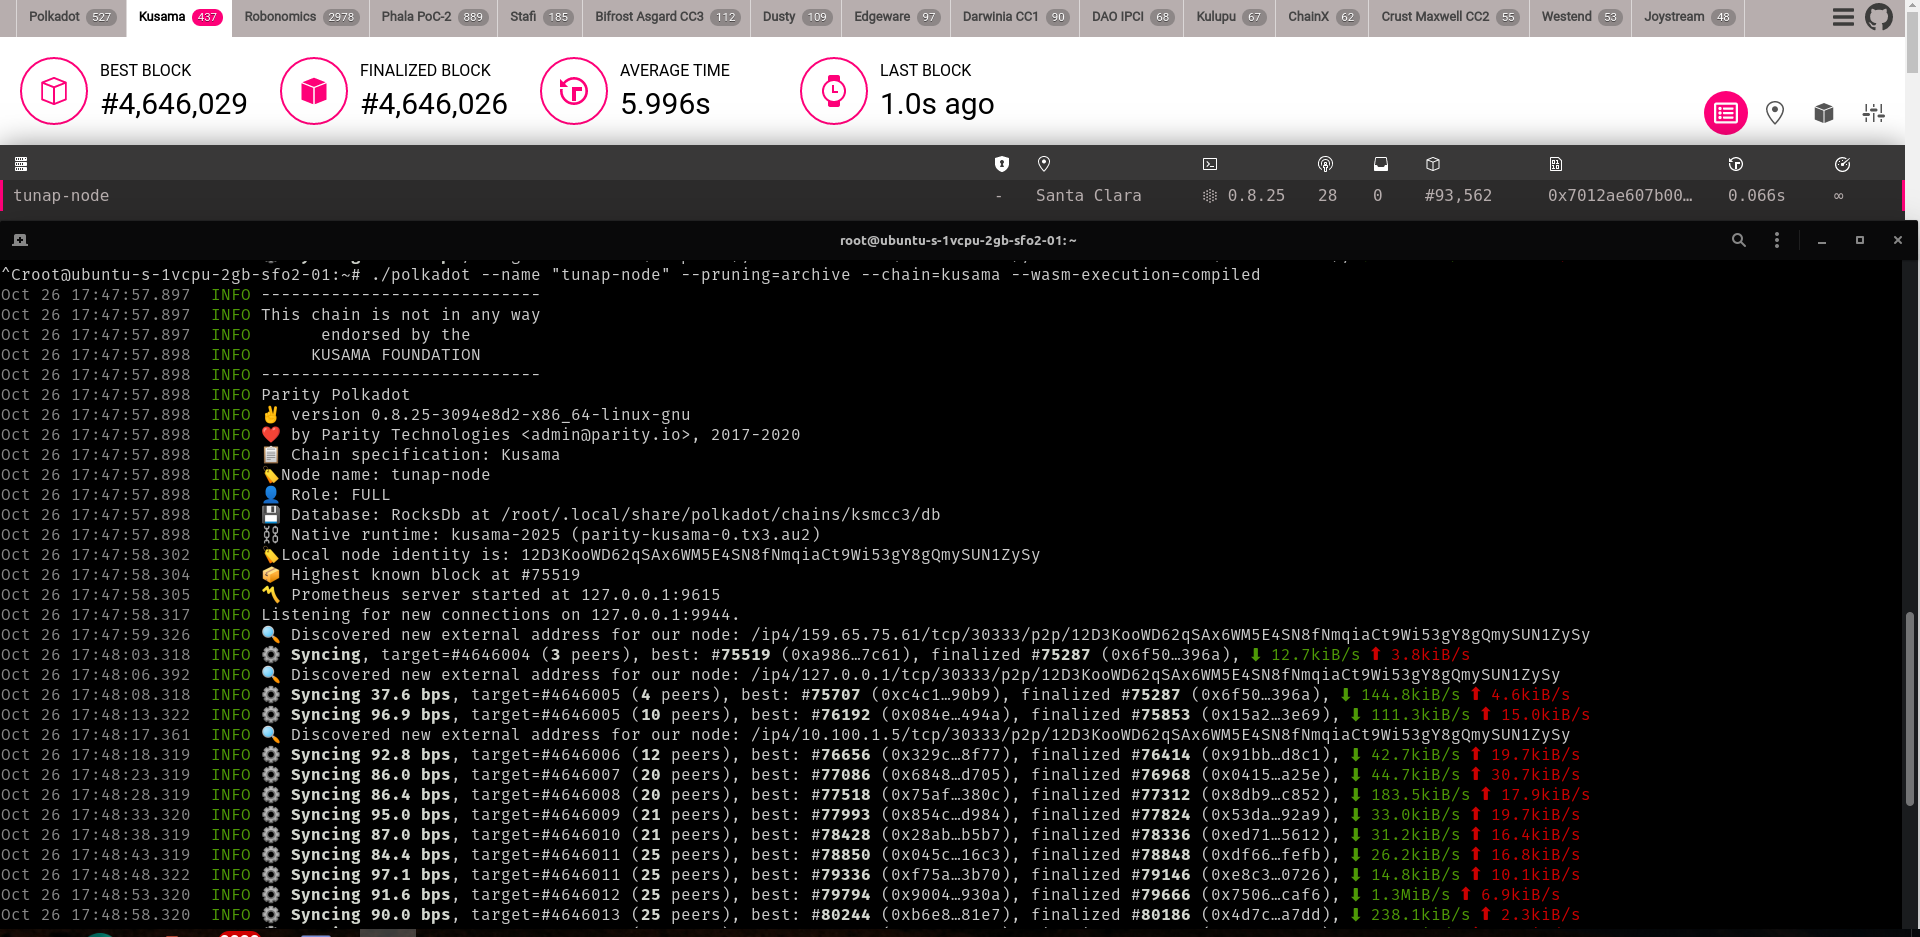 Polkadot 527 Kusama 437 Robonomics 2978 Phala PoC-2 889 Stafi 185 Bifrost Asgard CC3 112 Dusty 109 Edgeware 97 Darwinia CC1 90 DAO IPCI 68 Kulupu 67 ChainX 62 Crust Maxwell CC2 55 Westend 53 Joystream 48
BEST BLOCK
#4,646,029
FINALIZED BLOCK
#4,646,026
AVERAGE TIME
5.996s
LAST BLOCK
1.0s ago
tunap-node - Santa Clara 0.8.25 28 0 #93,562 0x7012ae607b00… 0.066s ∞
root@ubuntu-s-1vcpu-2gb-sfo2-01: ~
^Croot@ubuntu-s-1vcpu-2gb-sfo2-01:~# ./polkadot --name "tunap-node" --pruning=archive --chain=kusama --wasm-execution=compiled
Oct 26 17:47:57.897 INFO ----------------------------
Oct 26 17:47:57.897 INFO This chain is not in any way
Oct 26 17:47:57.897 INFO endorsed by the
Oct 26 17:47:57.898 INFO KUSAMA FOUNDATION
Oct 26 17:47:57.898 INFO ----------------------------
Oct 26 17:47:57.898 INFO Parity Polkadot
Oct 26 17:47:57.898 INFO ✌️ version 0.8.25-3094e8d2-x86_64-linux-gnu
Oct 26 17:47:57.898 INFO ❤️ by Parity Technologies <admin@parity.io>, 2017-2020
Oct 26 17:47:57.898 INFO 📋 Chain specification: Kusama
Oct 26 17:47:57.898 INFO 🏷 Node name: tunap-node
Oct 26 17:47:57.898 INFO 👤 Role: FULL
Oct 26 17:47:57.898 INFO 💾 Database: RocksDb at /root/.local/share/polkadot/chains/ksmcc3/db
Oct 26 17:47:57.898 INFO ⛓ Native runtime: kusama-2025 (parity-kusama-0.tx3.au2)
Oct 26 17:47:58.302 INFO 🏷 Local node identity is: 12D3KooWD62qSAx6WM5E4SN8fNmqiaCt9Wi53gY8gQmySUN1ZySy
Oct 26 17:47:58.304 INFO 📦 Highest known block at #75519
Oct 26 17:47:58.305 INFO 〽️ Prometheus server started at 127.0.0.1:9615
Oct 26 17:47:58.317 INFO Listening for new connections on 127.0.0.1:9944.
Oct 26 17:47:59.326 INFO 🔍 Discovered new external address for our node: /ip4/159.65.75.61/tcp/30333/p2p/12D3KooWD62qSAx6WM5E4SN8fNmqiaCt9Wi53gY8gQmySUN1ZySy
Oct 26 17:48:03.318 INFO ⚙️ Syncing, target=#4646004 (3 peers), best: #75519 (0xa986…7c61), finalized #75287 (0x6f50…396a), ⬇ 12.7kiB/s ⬆ 3.8kiB/s
Oct 26 17:48:06.392 INFO 🔍 Discovered new external address for our node: /ip4/127.0.0.1/tcp/30333/p2p/12D3KooWD62qSAx6WM5E4SN8fNmqiaCt9Wi53gY8gQmySUN1ZySy
Oct 26 17:48:08.318 INFO ⚙️ Syncing 37.6 bps, target=#4646005 (4 peers), best: #75707 (0xc4c1…90b9), finalized #75287 (0x6f50…396a), ⬇ 144.8kiB/s ⬆ 4.6kiB/s
Oct 26 17:48:13.322 INFO ⚙️ Syncing 96.9 bps, target=#4646005 (10 peers), best: #76192 (0x084e…494a), finalized #75853 (0x15a2…3e69), ⬇ 111.3kiB/s ⬆ 15.0kiB/s
Oct 26 17:48:17.361 INFO 🔍 Discovered new external address for our node: /ip4/10.100.1.5/tcp/30333/p2p/12D3KooWD62qSAx6WM5E4SN8fNmqiaCt9Wi53gY8gQmySUN1ZySy
Oct 26 17:48:18.319 INFO ⚙️ Syncing 92.8 bps, target=#4646006 (12 peers), best: #76656 (0x329c…8f77), finalized #76414 (0x91bb…d8c1), ⬇ 42.7kiB/s ⬆ 19.7kiB/s
Oct 26 17:48:23.319 INFO ⚙️ Syncing 86.0 bps, target=#4646007 (20 peers), best: #77086 (0x6848…d705), finalized #76968 (0x0415…a25e), ⬇ 44.7kiB/s ⬆ 30.7kiB/s
Oct 26 17:48:28.319 INFO ⚙️ Syncing 86.4 bps, target=#4646008 (20 peers), best: #77518 (0x75af…380c), finalized #77312 (0x8db9…c852), ⬇ 183.5kiB/s ⬆ 17.9kiB/s
Oct 26 17:48:33.320 INFO ⚙️ Syncing 95.0 bps, target=#4646009 (21 peers), best: #77993 (0x854c…d984), finalized #77824 (0x53da…92a9), ⬇ 33.0kiB/s ⬆ 19.7kiB/s
Oct 26 17:48:38.319 INFO ⚙️ Syncing 87.0 bps, target=#4646010 (21 peers), best: #78428 (0x28ab…b5b7), finalized #78336 (0xed71…5612), ⬇ 31.2kiB/s ⬆ 16.4kiB/s
Oct 26 17:48:43.319 INFO ⚙️ Syncing 84.4 bps, target=#4646011 (25 peers), best: #78850 (0x045c…16c3), finalized #78848 (0xdf66…fefb), ⬇ 26.2kiB/s ⬆ 16.8kiB/s
Oct 26 17:48:48.322 INFO ⚙️ Syncing 97.1 bps, target=#4646011 (25 peers), best: #79336 (0xf75a…3b70), finalized #79146 (0xe8c3…0726), ⬇ 14.8kiB/s ⬆ 10.1kiB/s
Oct 26 17:48:53.320 INFO ⚙️ Syncing 91.6 bps, target=#4646012 (25 peers), best: #79794 (0x9004…930a), finalized #79666 (0x7506…caf6), ⬇ 1.3MiB/s ⬆ 6.9kiB/s
Oct 26 17:48:58.320 INFO ⚙️ Syncing 90.0 bps, target=#4646013 (25 peers), best: #80244 (0xb6e8…81e7), finalized #80186 (0x4d7c…a7dd), ⬇ 238.1kiB/s ⬆ 2.3kiB/s